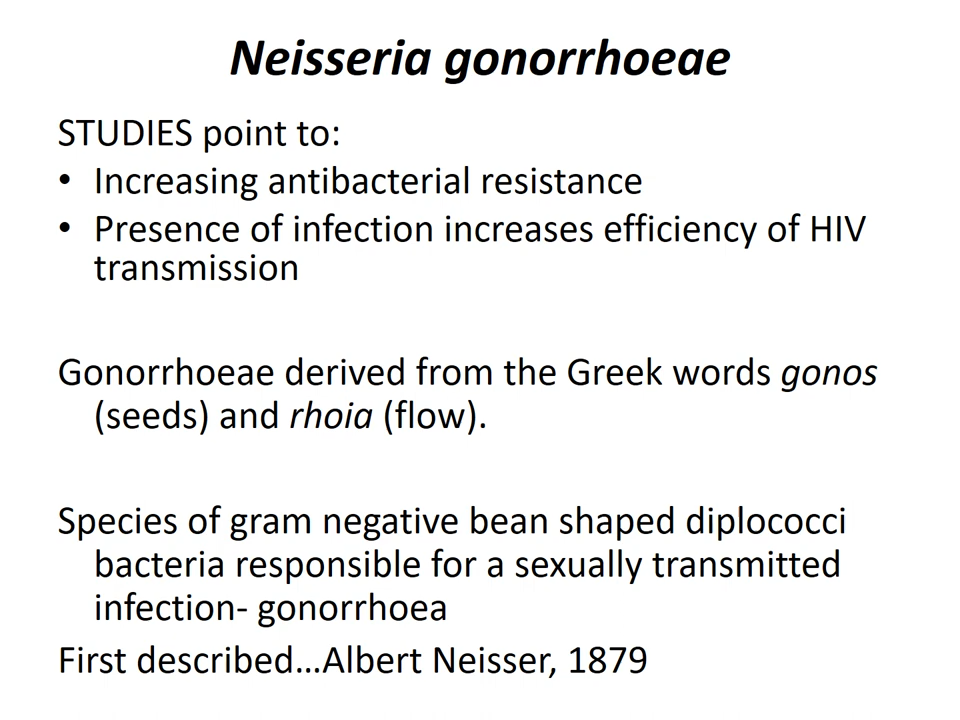 Neisseria gonorrhoeae
STUDIES point to:
• Increasing antibacterial resistance
• Presence of infection increases efficiency of HIV
transmission
Gonorrhoeae derived from the Greek words gonos
(seeds) and rhoia (flow).
Species of gram negative bean shaped diplococci
bacteria responsible for a sexually transmitted
infection- gonorrhoea
First described...Albert Neisser, 1879